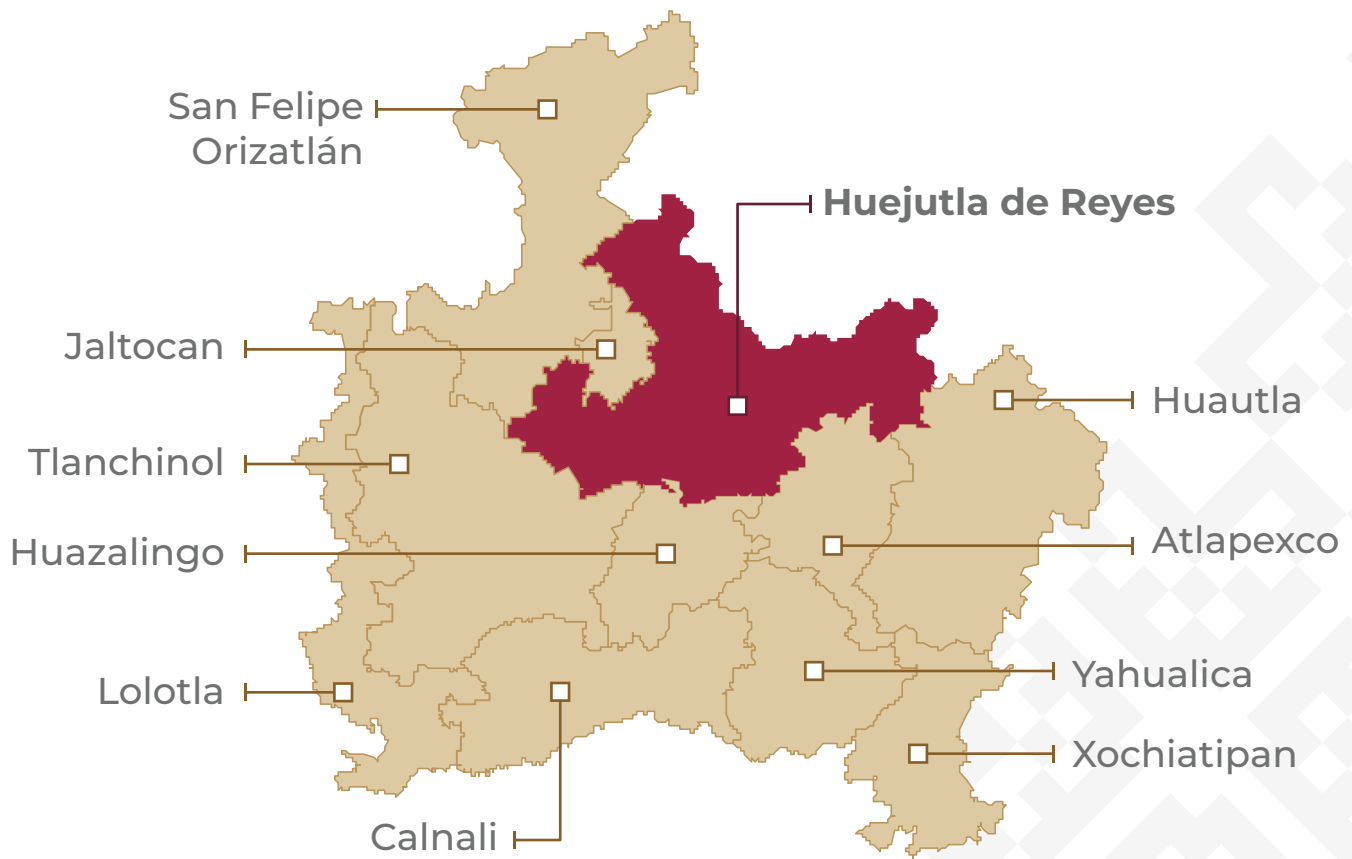 San Felipe
Orizatlán
Huejutla de Reyes
Jaltocan
Huautla
Tlanchinol
Huazalingo
Atlapexco
Lolotla
Yahualica
Xochiatipan
Calnali